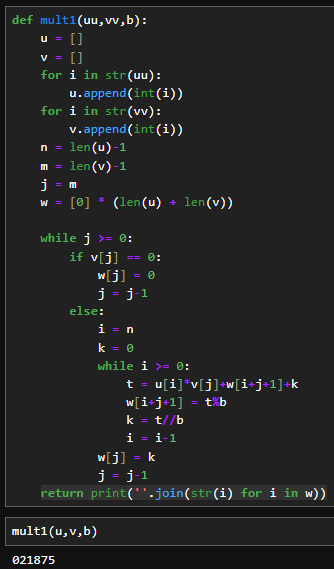 def mult1(uu,vv,b):
    u = []
    v = []
    for i in str(uu):
        u.append(int(i))
    for i in str(vv):
        v.append(int(i))
    n = len(u)-1
    m = len(v)-1
    j = m
    w = [0] * (len(u) + len(v))

    while j >= 0:
        if v[j] == 0:
            w[j] = 0
            j = j-1
        else:
            i = n
            k = 0
            while i >= 0:
                t = u[i]*v[j]+w[i+j+1]+k
                w[i+j+1] = t%b
                k = t//b
                i = i-1
            w[j] = k
            j = j-1
    return print(''.join(str(i) for i in w))
mult1(u,v,b)
021875